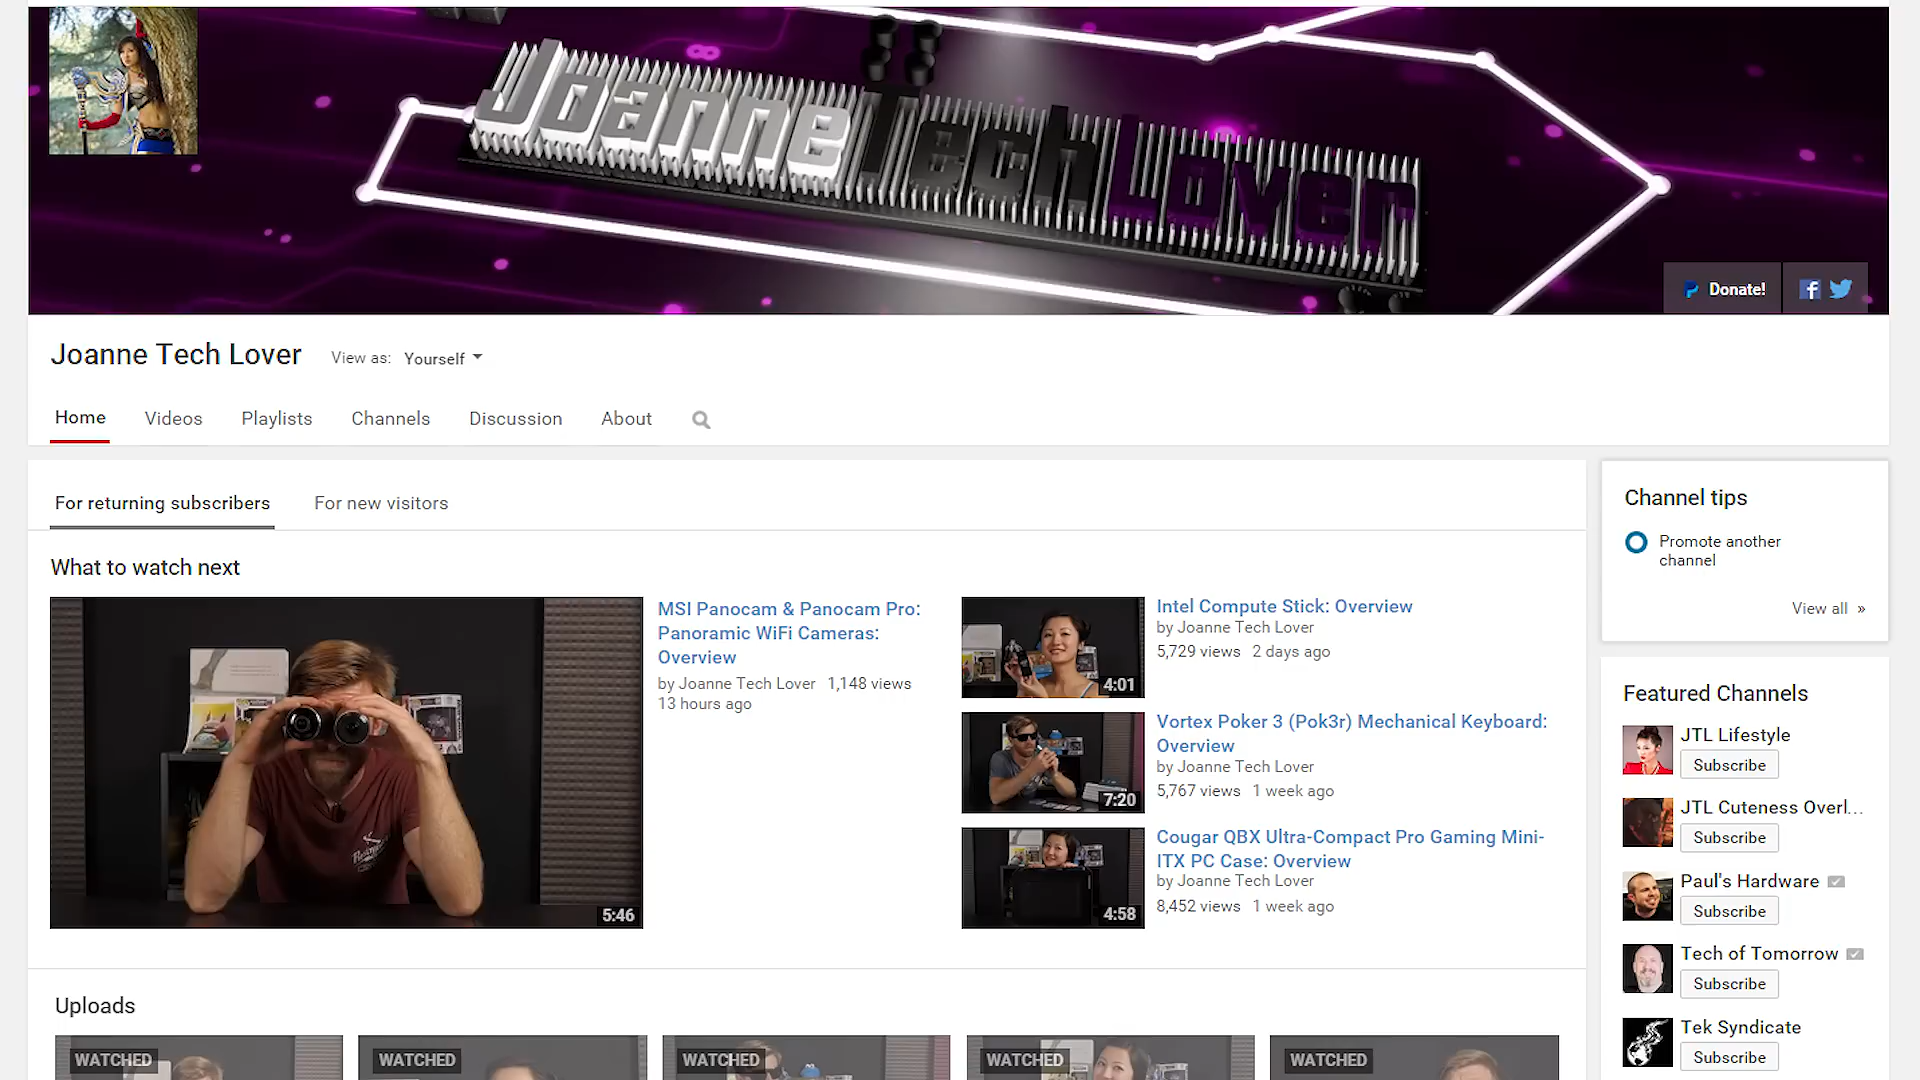 JoanneTechLover
Donate!
Joanne Tech Lover
View as: Yourself
Home Videos Playlists Channels Discussion About
For returning subscribers For new visitors
What to watch next
5:46
MSI Panocam & Panocam Pro:
Panoramic WiFi Cameras:
Overview
by Joanne Tech Lover 1,148 views
13 hours ago
4:01
Intel Compute Stick: Overview
by Joanne Tech Lover
5,729 views 2 days ago
7:20
Vortex Poker 3 (Pok3r) Mechanical Keyboard:
Overview
by Joanne Tech Lover
5,767 views 1 week ago
4:58
Cougar QBX Ultra-Compact Pro Gaming Mini-
ITX PC Case: Overview
by Joanne Tech Lover
8,452 views 1 week ago
Uploads
WATCHED WATCHED WATCHED WATCHED WATCHED
Channel tips
Promote another
channel
View all »
Featured Channels
JTL Lifestyle
Subscribe
JTL Cuteness Overl...
Subscribe
Paul's Hardware
Subscribe
Tech of Tomorrow
Subscribe
Tek Syndicate
Subscribe